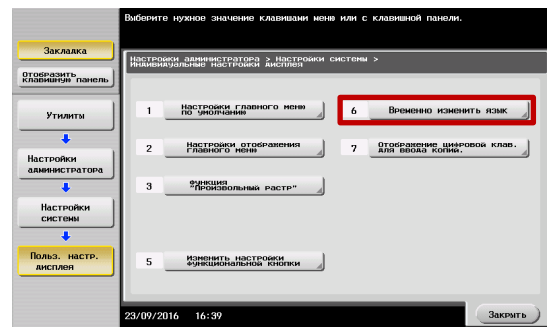 Выберите нужное значение клавишами меню или с клавишной панели.
Закладка
Отобразить
клавишную панель
Утилиты
Настройки
администратора
Настройки
системы
Польз. настр.
дисплея
Настройки администратора > Настройки системы >
Индивидуальные настройки дисплея
1 Настройки главного меню
по умолчанию
2 Настройки отображения
главного меню
3 Функция
"Произвольный растр"
5 Изменить настройки
функциональной кнопки
6 Временно изменить язык
7 Отображение цифровой клав.
для ввода копий.
23/09/2016 16:39
Закрыть